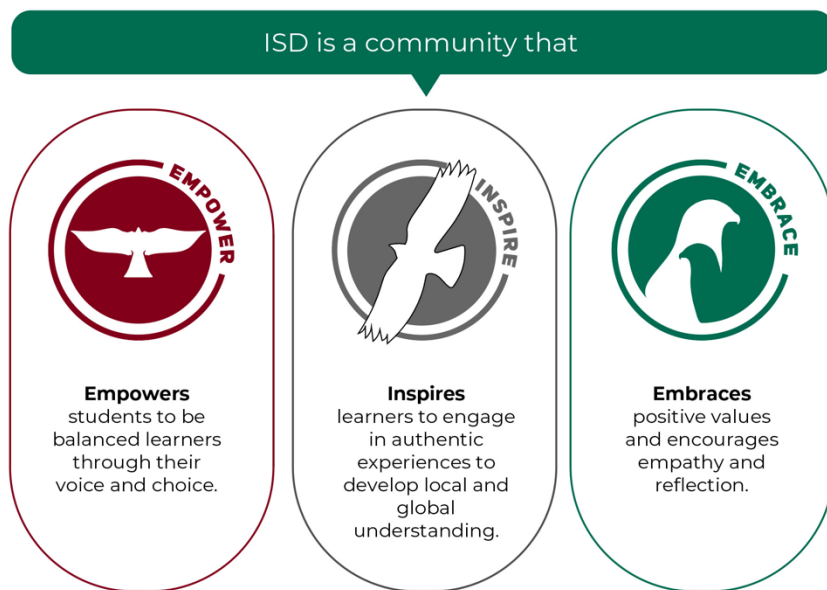 ISD is a community that
EMPOWER
Empowers
students to be
balanced learners
through their
voice and choice.
INSPIRE
Inspires
learners to engage
in authentic
experiences to
develop local and
global
understanding.
EMBRACE
Embraces
positive values
and encourages
empathy and
reflection.